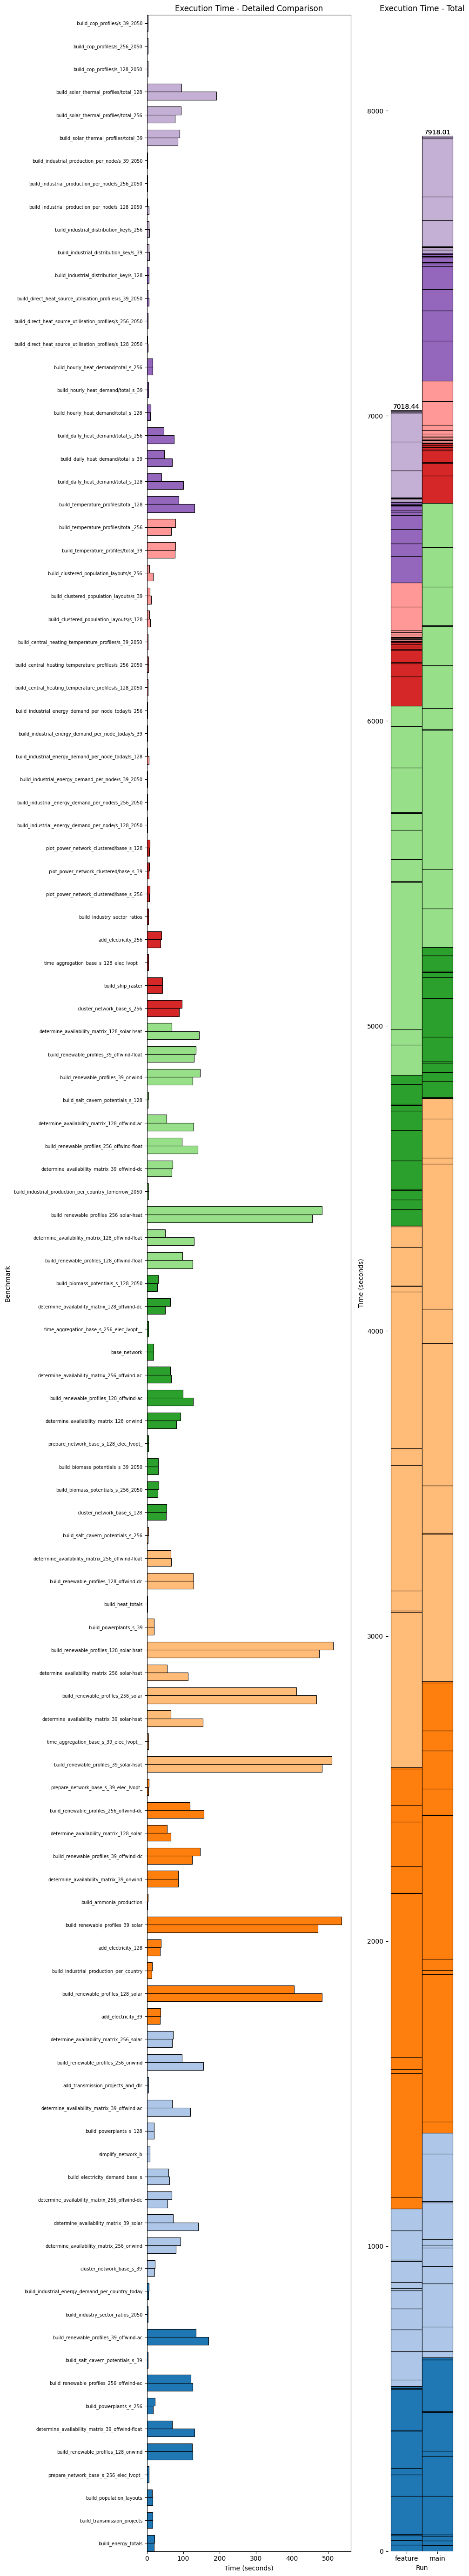 Execution Time - Detailed Comparison
Execution Time - Total
build_cop_profiles/s_39_2050
build_cop_profiles/s_256_2050
build_cop_profiles/s_128_2050
build_solar_thermal_profiles/total_128
build_solar_thermal_profiles/total_256
build_solar_thermal_profiles/total_39
build_industrial_production_per_node/s_39_2050
build_industrial_production_per_node/s_256_2050
build_industrial_production_per_node/s_128_2050
build_industrial_distribution_key/s_256
build_industrial_distribution_key/s_39
build_industrial_distribution_key/s_128
build_direct_heat_source_utilisation_profiles/s_39_2050
build_direct_heat_source_utilisation_profiles/s_256_2050
build_direct_heat_source_utilisation_profiles/s_128_2050
build_hourly_heat_demand/total_s_256
build_hourly_heat_demand/total_s_39
build_hourly_heat_demand/total_s_128
build_daily_heat_demand/total_s_256
build_daily_heat_demand/total_s_39
build_daily_heat_demand/total_s_128
build_temperature_profiles/total_128
build_temperature_profiles/total_256
build_temperature_profiles/total_39
build_clustered_population_layouts/s_256
build_clustered_population_layouts/s_39
build_clustered_population_layouts/s_128
build_central_heating_temperature_profiles/s_39_2050
build_central_heating_temperature_profiles/s_256_2050
build_central_heating_temperature_profiles/s_128_2050
build_industrial_energy_demand_per_node_today/s_256
build_industrial_energy_demand_per_node_today/s_39
build_industrial_energy_demand_per_node_today/s_128
build_industrial_energy_demand_per_node/s_39_2050
build_industrial_energy_demand_per_node/s_256_2050
build_industrial_energy_demand_per_node/s_128_2050
plot_power_network_clustered/base_s_128
plot_power_network_clustered/base_s_39
plot_power_network_clustered/base_s_256
build_industry_sector_ratios
add_electricity_256
time_aggregation_base_s_128_elec_lvopt__
build_ship_raster
cluster_network_base_s_256
determine_availability_matrix_128_solar-hsat
build_renewable_profiles_39_offwind-float
build_renewable_profiles_39_onwind
build_salt_cavern_potentials_s_128
determine_availability_matrix_128_offwind-ac
build_renewable_profiles_256_offwind-float
determine_availability_matrix_39_offwind-dc
build_industrial_production_per_country_tomorrow_2050
build_renewable_profiles_256_solar-hsat
determine_availability_matrix_128_offwind-float
build_renewable_profiles_128_offwind-float
build_biomass_potentials_s_128_2050
determine_availability_matrix_128_offwind-dc
time_aggregation_base_s_256_elec_lvopt__
base_network
determine_availability_matrix_256_offwind-ac
build_renewable_profiles_128_offwind-ac
determine_availability_matrix_128_onwind
prepare_network_base_s_128_elec_lvopt_
build_biomass_potentials_s_39_2050
build_biomass_potentials_s_256_2050
cluster_network_base_s_128
build_salt_cavern_potentials_s_256
determine_availability_matrix_256_offwind-float
build_renewable_profiles_128_offwind-dc
build_heat_totals
build_powerplants_s_39
build_renewable_profiles_128_solar-hsat
determine_availability_matrix_256_solar-hsat
build_renewable_profiles_256_solar
determine_availability_matrix_39_solar-hsat
time_aggregation_base_s_39_elec_lvopt__
build_renewable_profiles_39_solar-hsat
prepare_network_base_s_39_elec_lvopt_
build_renewable_profiles_256_offwind-dc
determine_availability_matrix_128_solar
build_renewable_profiles_39_offwind-dc
determine_availability_matrix_39_onwind
build_ammonia_production
build_renewable_profiles_39_solar
add_electricity_128
build_industrial_production_per_country
build_renewable_profiles_128_solar
add_electricity_39
determine_availability_matrix_256_solar
build_renewable_profiles_256_onwind
add_transmission_projects_and_dlr
determine_availability_matrix_39_offwind-ac
build_powerplants_s_128
simplify_network_b
build_electricity_demand_base_s
determine_availability_matrix_256_offwind-dc
determine_availability_matrix_39_solar
determine_availability_matrix_256_onwind
cluster_network_base_s_39
build_industrial_energy_demand_per_country_today
build_industry_sector_ratios_2050
build_renewable_profiles_39_offwind-ac
build_salt_cavern_potentials_s_39
build_renewable_profiles_256_offwind-ac
build_powerplants_s_256
determine_availability_matrix_39_offwind-float
build_renewable_profiles_128_onwind
prepare_network_base_s_256_elec_lvopt_
build_population_layouts
build_transmission_projects
build_energy_totals
Benchmark
0 100 200 300 400 500
Time (seconds)
8000
7000
6000
5000
4000
3000
2000
1000
0
Time (seconds)
7918.01
7018.44
feature main
Run